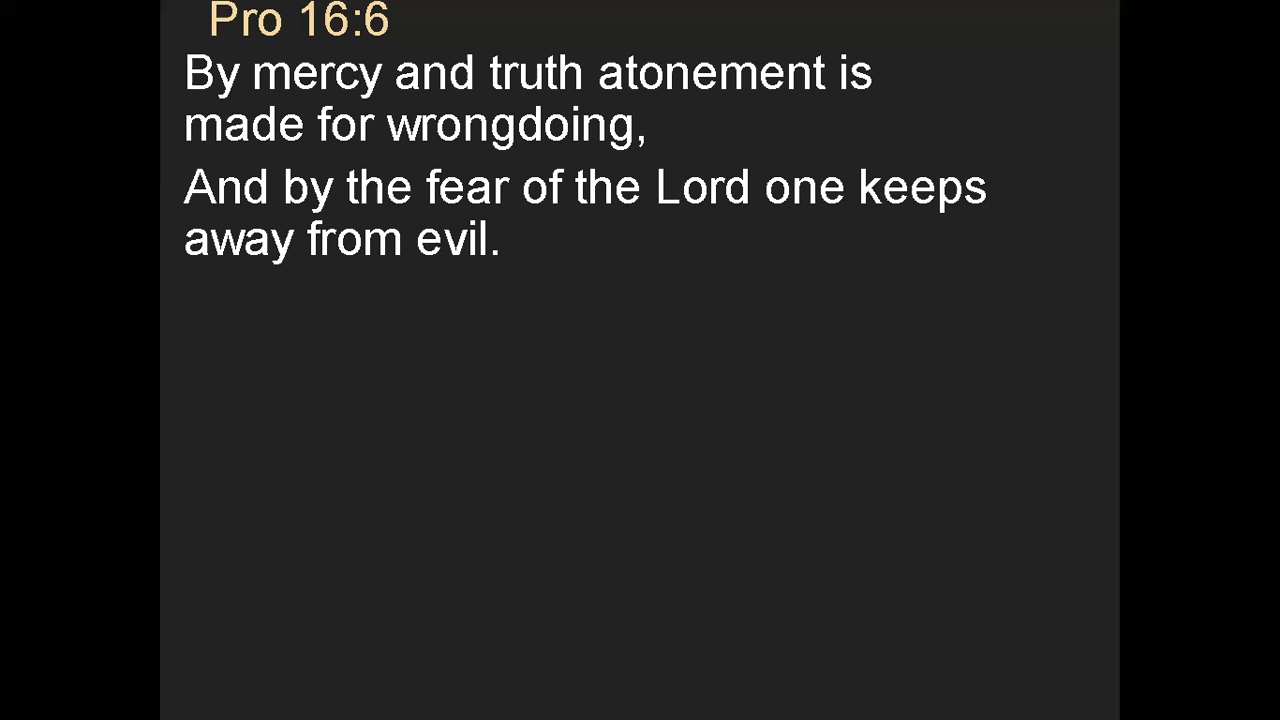 Pro 16:6
By mercy and truth atonement is
made for wrongdoing,
And by the fear of the Lord one keeps
away from evil.